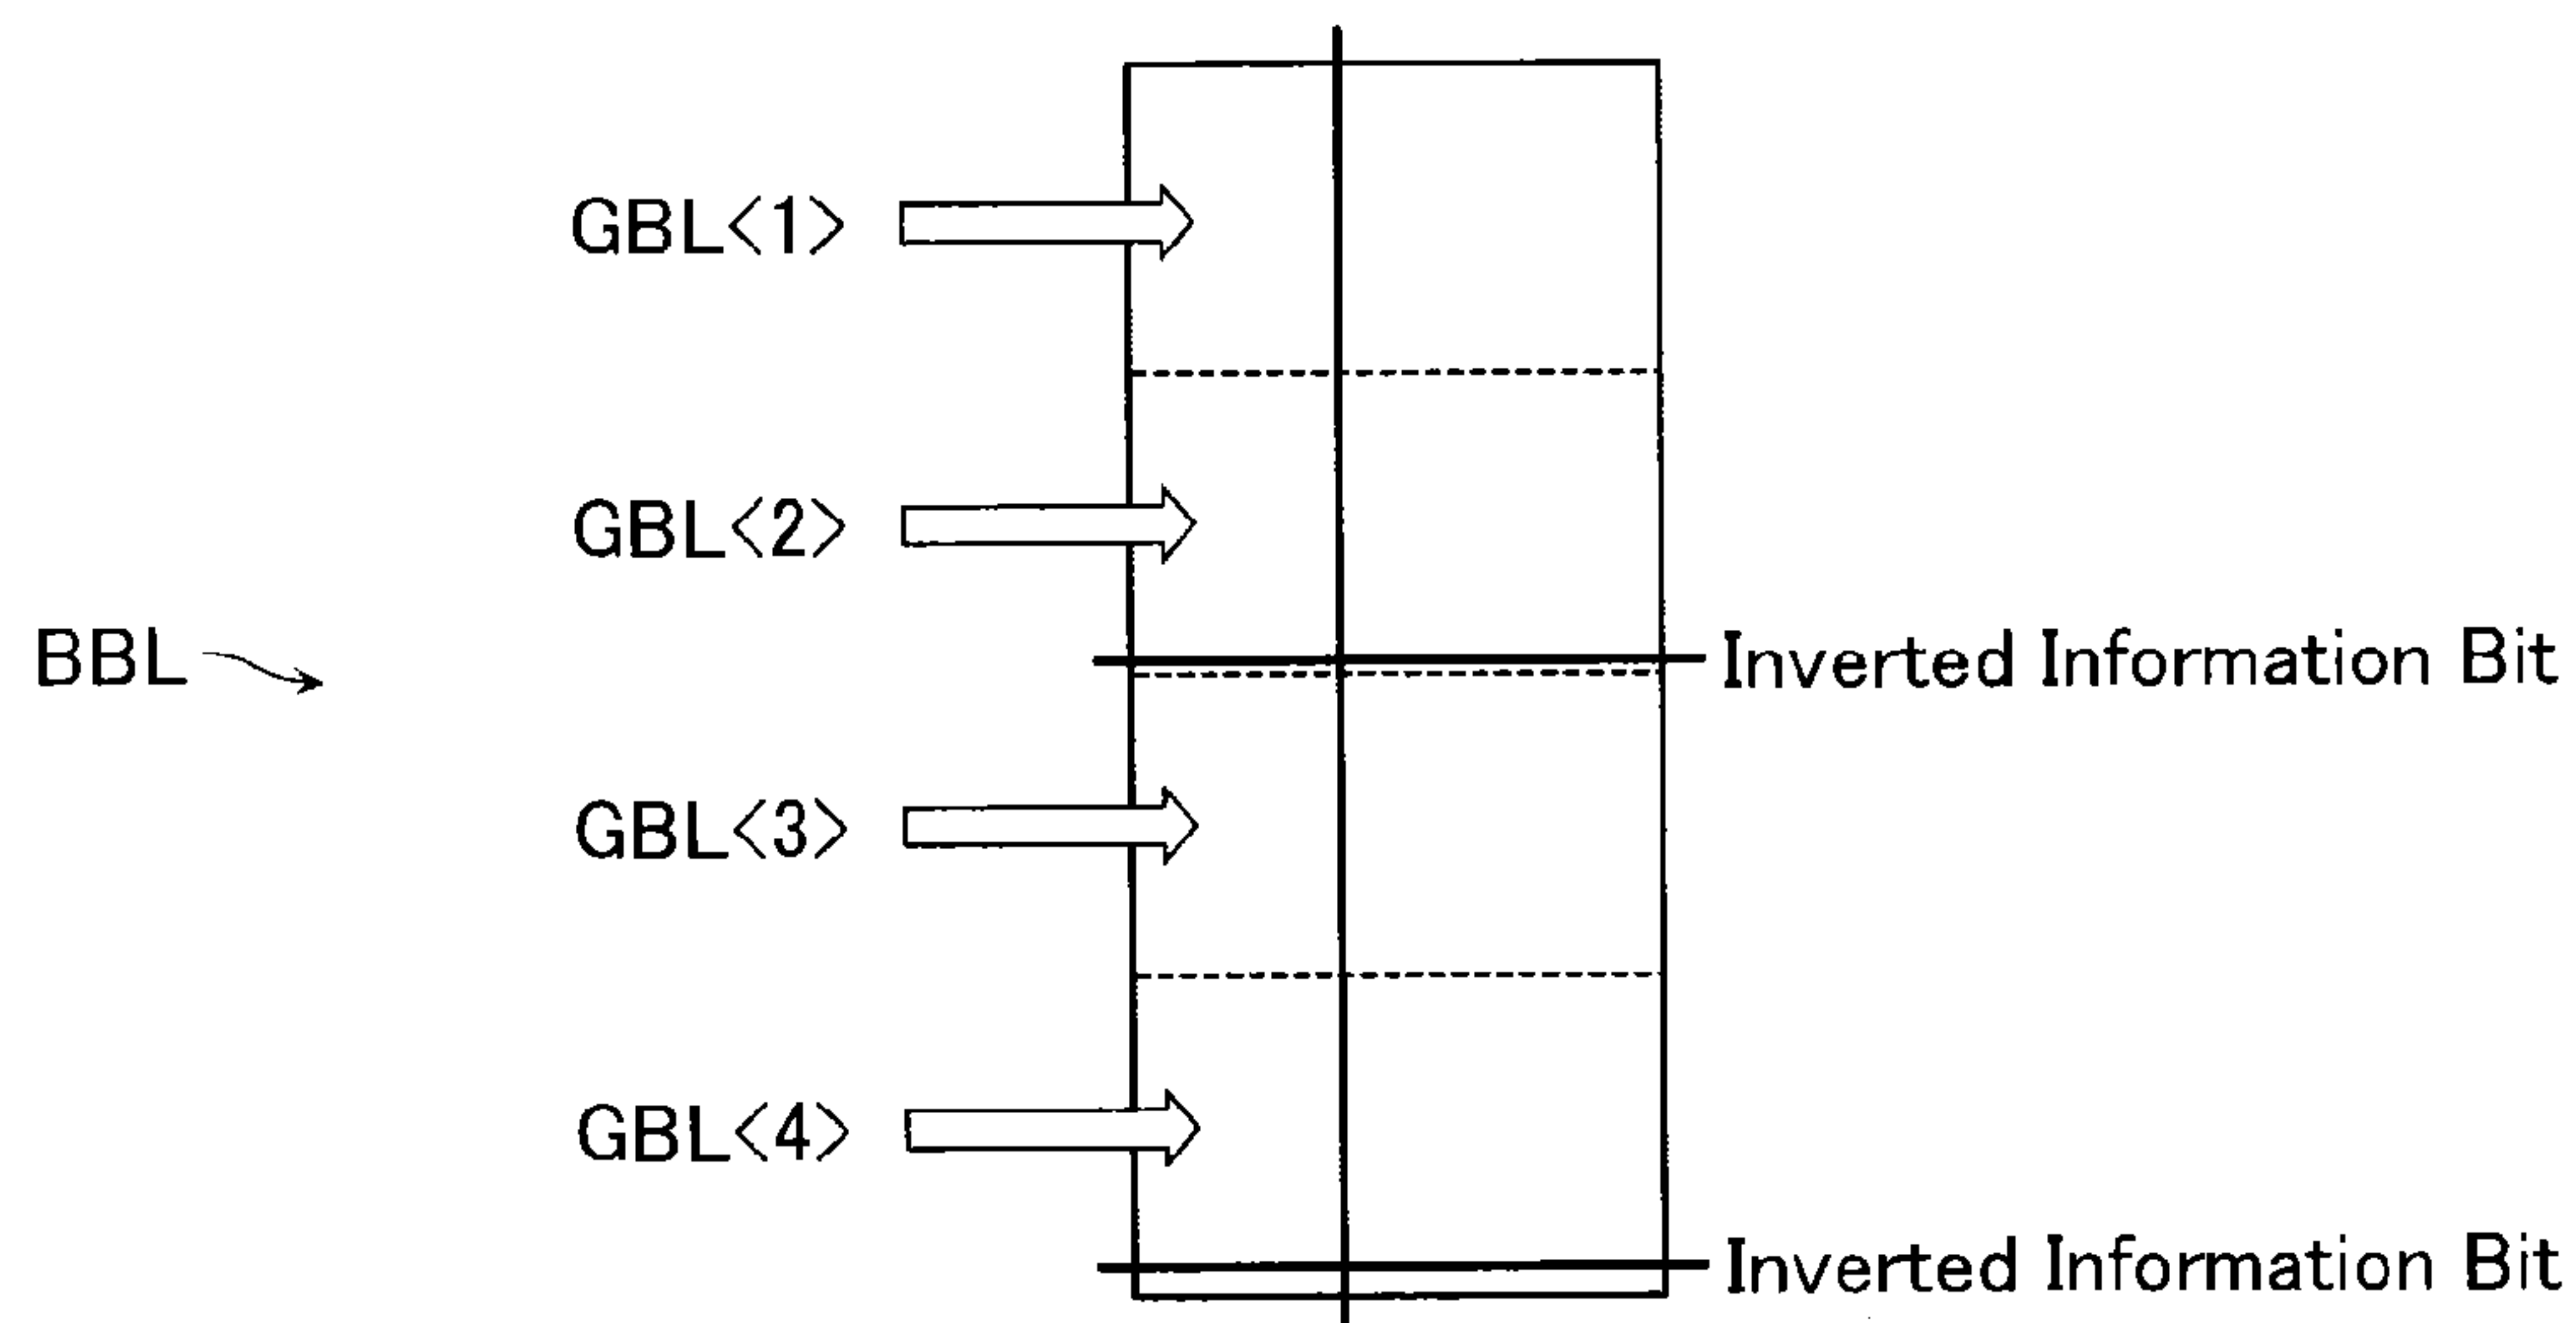 GBL<1>
GBL<2>
BBL
Inverted Information Bit
GBL<3>
GBL<4>
Inverted Information Bit